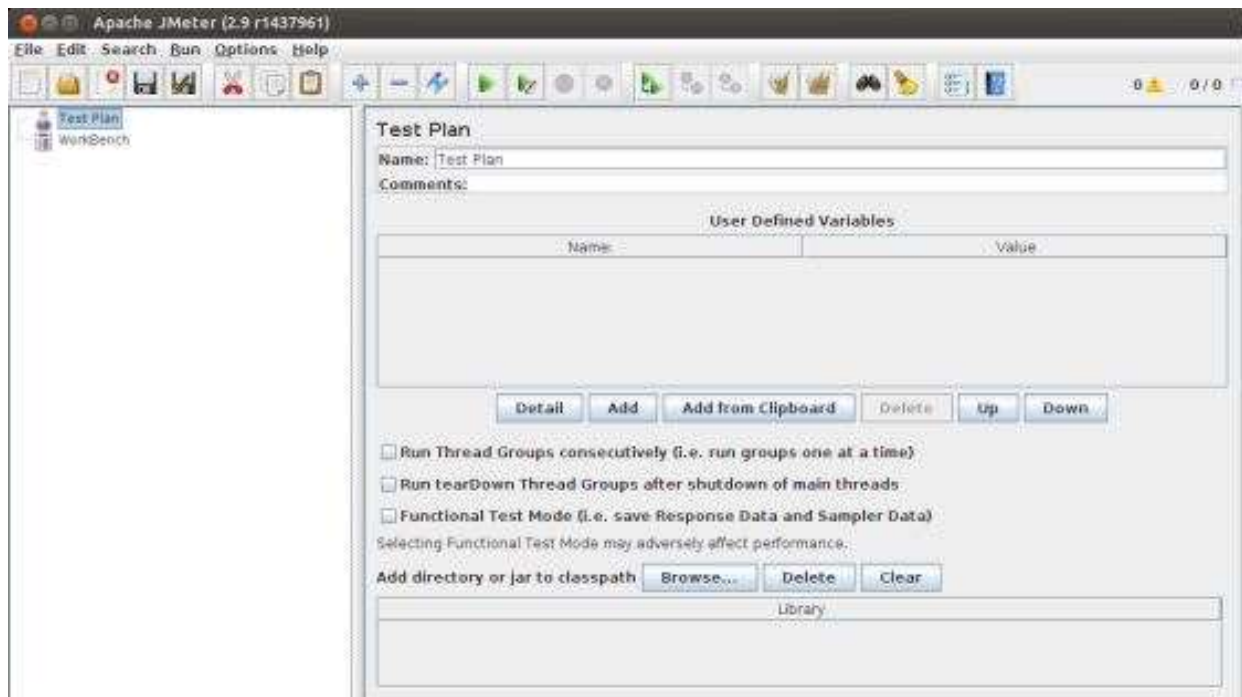 Apache JMeter (2.9 r1437961)
File Edit Search Run Options Help
0 0 / 0
Test Plan
WorkBench
Test Plan
Name: Test Plan
Comments:
User Defined Variables
Name: Value
Detail Add Add from Clipboard Delete Up Down
Run Thread Groups consecutively (i.e. run groups one at a time)
Run tearDown Thread Groups after shutdown of main threads
Functional Test Mode (i.e. save Response Data and Sampler Data)
Selecting Functional Test Mode may adversely affect performance.
Add directory or jar to classpath Browse... Delete Clear
Library